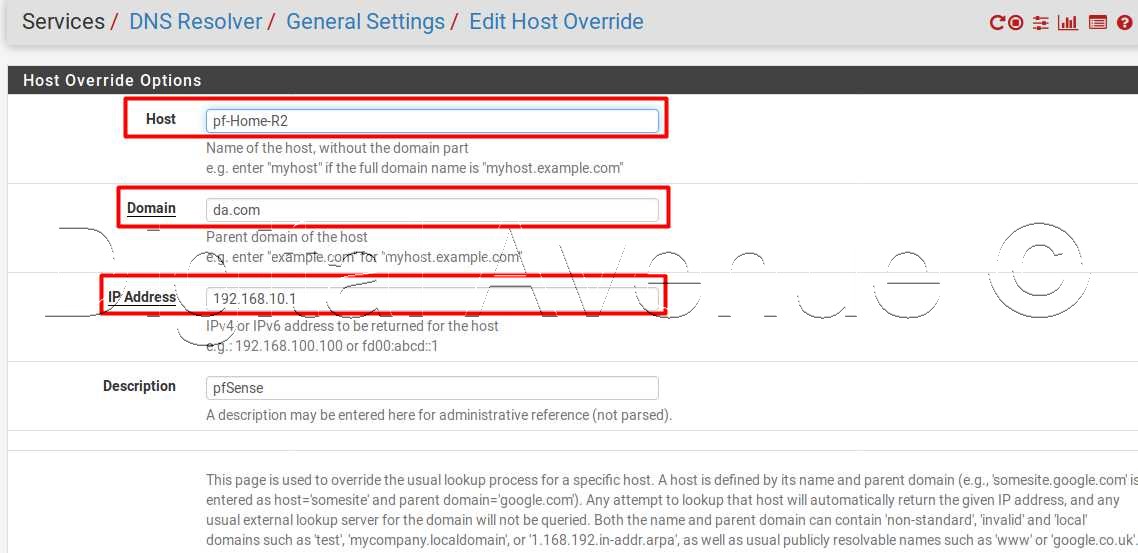 Services / DNS Resolver / General Settings / Edit Host Override
Host Override Options
Host
pf-Home-R2
Name of the host, without the domain part
e.g. enter "myhost" if the full domain name is "myhost.example.com"
Domain
da.com
Parent domain of the host
e.g. enter "example.com" for "myhost.example.com"
IP Address
192.168.10.1
IPv4 or IPv6 address to be returned for the host
e.g.: 192.168.100.100 or fd00:abcd::1
Description
pfSense
A description may be entered here for administrative reference (not parsed).
This page is used to override the usual lookup process for a specific host. A host is defined by its name and parent domain (e.g., 'somesite.google.com' is
entered as host='somesite' and parent domain='google.com'). Any attempt to lookup that host will automatically return the given IP address, and any
usual external lookup server for the domain will not be queried. Both the name and parent domain can contain 'non-standard', 'invalid' and 'local'
domains such as 'test', 'mycompany.localdomain', or '1.168.192.in-addr.arpa', as well as usual publicly resolvable names such as 'www' or 'google.co.uk'.